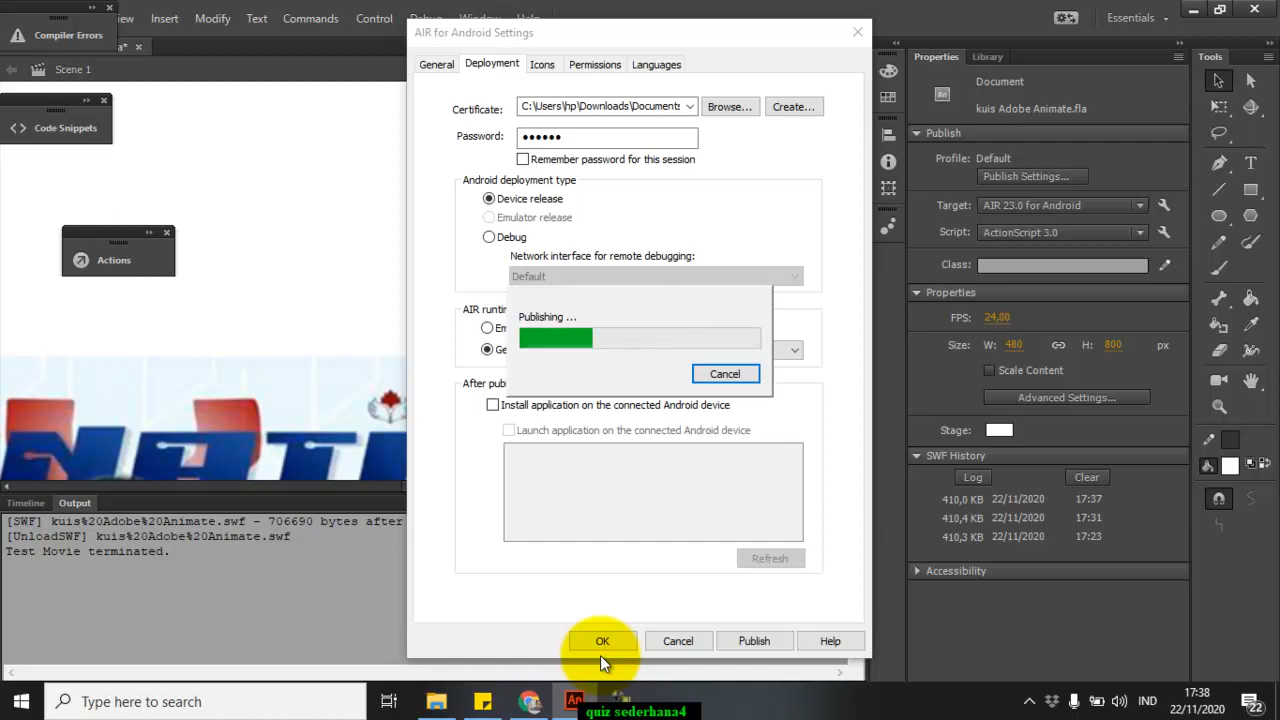 Insert Modify Text Commands Control Debug Window
Essentials
Compiler Errors
Scene 1
Code Snippets
Actions
AIR for Android Settings
General Deployment Icons Permissions Languages
Certificate: C:\Users\hp\Downloads\Documents Browse... Create...
Password: ••••••
Remember password for this session
Android deployment type
Device release
Emulator release
Debug
Network interface for remote debugging:
Default
AIR runti
Em
Ge
Publishing ...
Cancel
After pub
Install application on the connected Android device
Launch application on the connected Android device
Refresh
OK Cancel Publish Help
Properties Library
Document
An kuis Adobe Animate.fla
Publish
Profile: Default
Publish Settings...
Target: AIR 23.0 for Android
Script: ActionScript 3.0
Class:
Properties
FPS: 24,00
Size: W: 480 H: 800 px
Scale Content
Advanced Settings...
Stage:
SWF History
Log Clear
410,0 KB 22/11/2020 17:37
410,4 KB 22/11/2020 17:31
410,3 KB 22/11/2020 17:23
Accessibility
Tools
Timeline Output
[SWF] kuis%20Adobe%20Animate.swf - 706690 bytes after
[UnloadSWF] kuis%20Adobe%20Animate.swf
Test Movie terminated.
Type here to search
An
quiz sederhana4
IND
17:38
22/11/2020
22